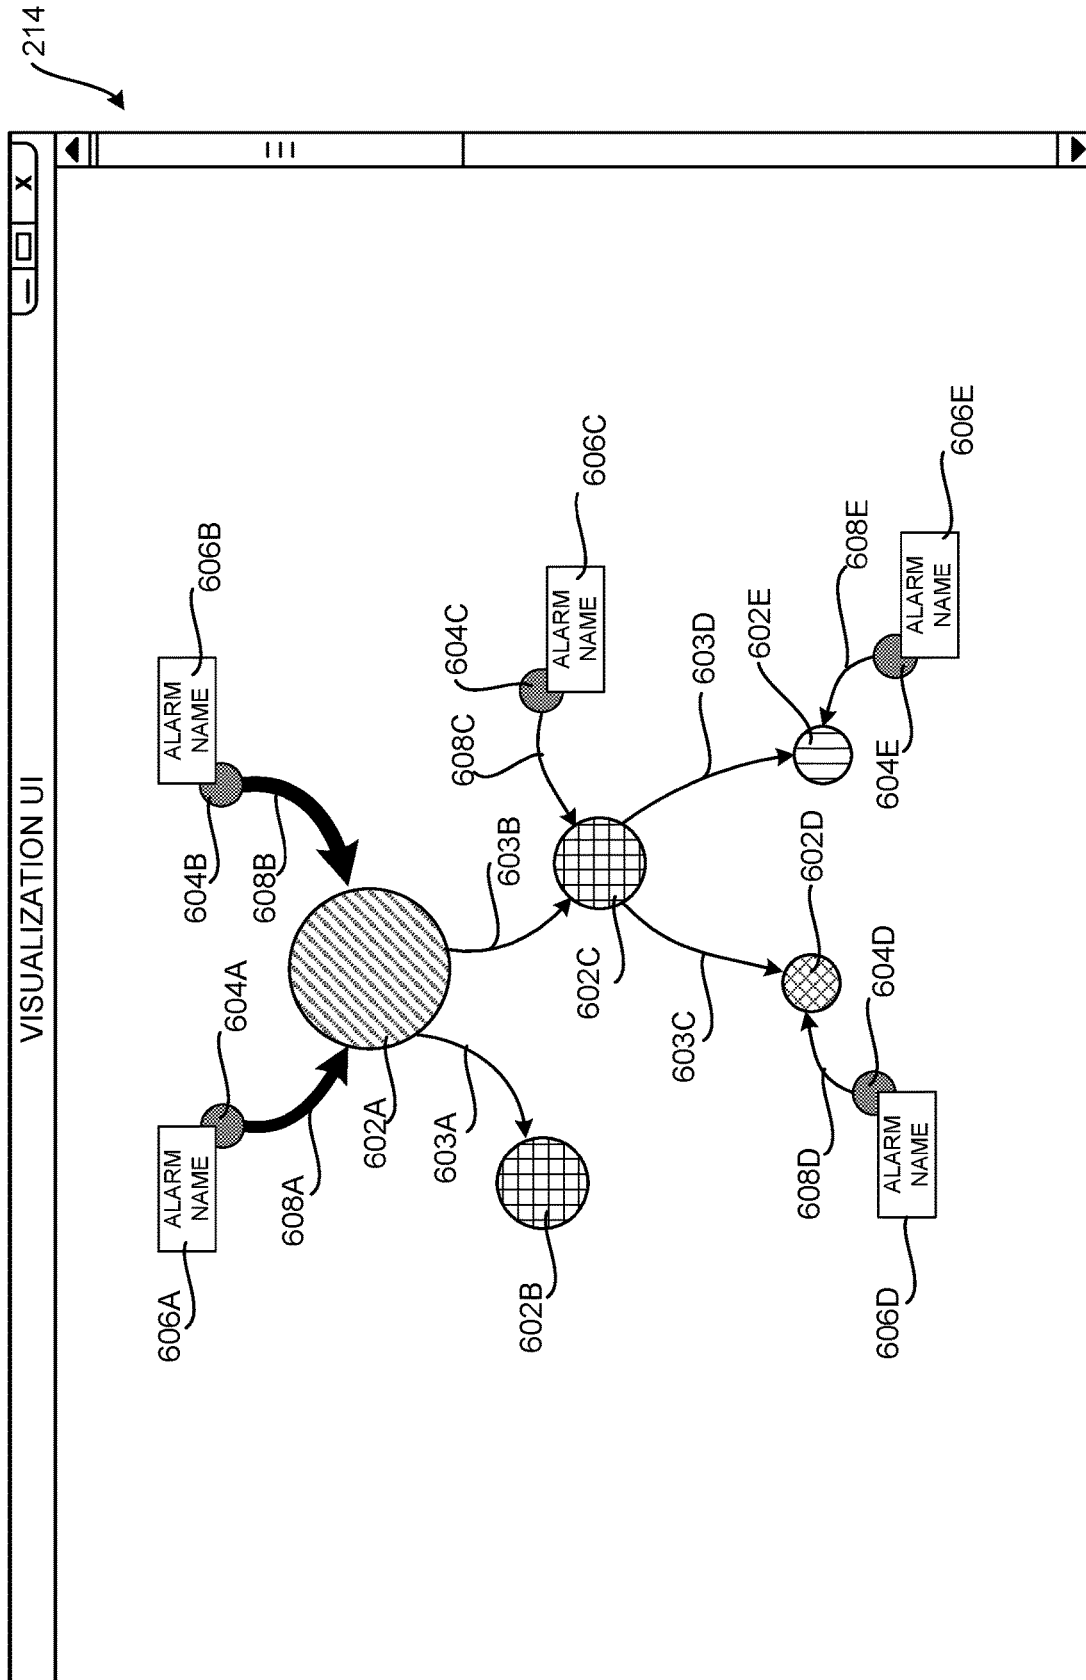 214
VISUALIZATION UI
X
606A
ALARM
NAME
604A
608A
604B
608B
ALARM
NAME
606B
602A
603A
603B
602B
602C
608C
604C
ALARM
NAME
606C
603C
603D
608D
602D
604D
ALARM
NAME
606D
602E
608E
604E
ALARM
NAME
606E